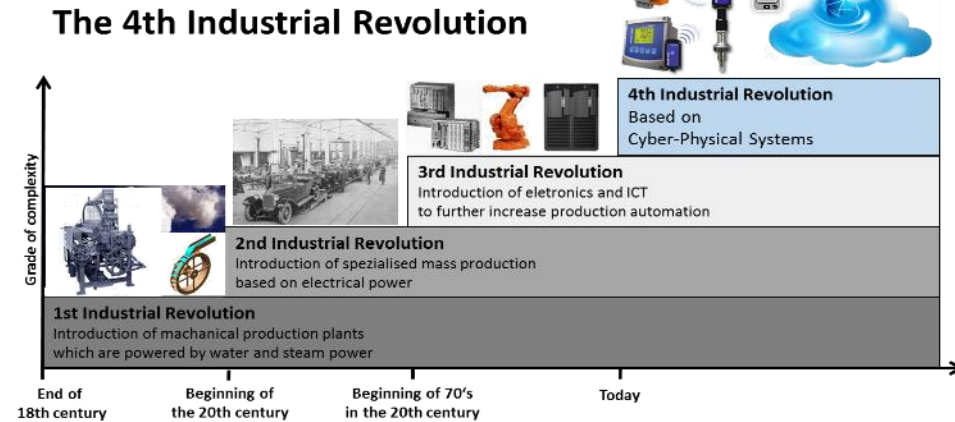 The 4th Industrial Revolution
Grade of complexity
4th Industrial Revolution
Based on
Cyber-Physical Systems
3rd Industrial Revolution
Introduction of eletronics and ICT
to further increase production automation
2nd Industrial Revolution
Introduction of spezialised mass production
based on electrical power
1st Industrial Revolution
Introduction of machanical production plants
which are powered by water and steam power
End of
18th century
Beginning of
the 20th century
Beginning of 70‘s
in the 20th century
Today